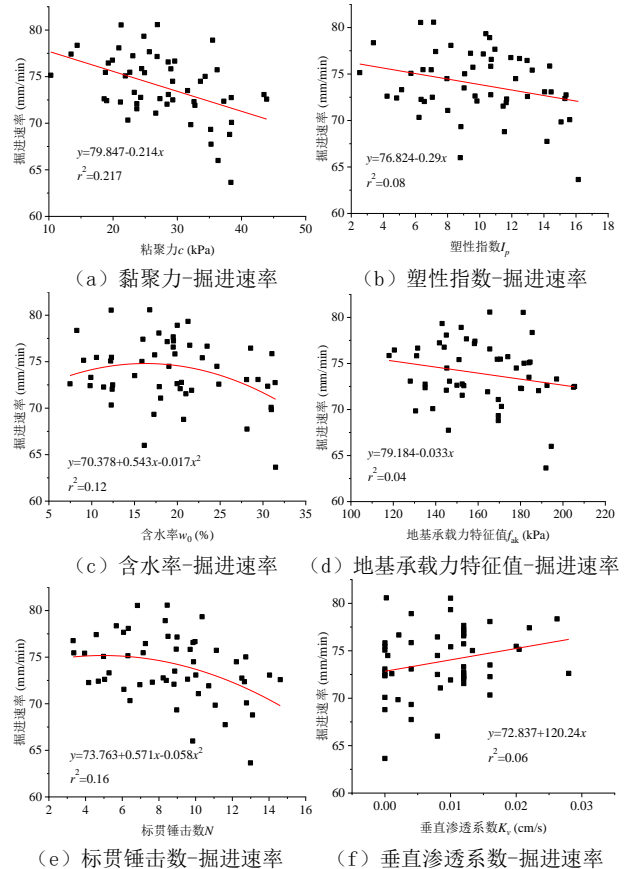 85
80
75
70
65
60
10 20 30 40 50
掘进速率 (mm/min)
粘聚力c (kPa)
y=79.847-0.214x
r²=0.217
(a) 黏聚力-掘进速率
85
80
75
70
65
60
2 4 6 8 10 12 14 16 18
掘进速率 (mm/min)
塑性指数Ip
y=76.824-0.29x
r²=0.08
(b) 塑性指数-掘进速率
85
80
75
70
65
60
5 10 15 20 25 30 35
掘进速率 (mm/min)
含水率w₀ (%)
y=70.378+0.543x-0.017x²
r²=0.12
(c) 含水率-掘进速率
85
80
75
70
65
60
100 120 140 160 180 200 220
掘进速率 (mm/min)
地基承载力特征值fak (kPa)
y=79.184-0.033x
r²=0.04
(d) 地基承载力特征值-掘进速率
85
80
75
70
65
60
2 4 6 8 10 12 14 16
掘进速率 (mm/min)
标贯锤击数N
y=73.763+0.571x-0.058x²
r²=0.16
(e) 标贯锤击数-掘进速率
85
80
75
70
65
60
0.00 0.01 0.02 0.03
掘进速率 (mm/min)
垂直渗透系数Kv (cm/s)
y=72.837+120.24x
r²=0.06
(f) 垂直渗透系数-掘进速率